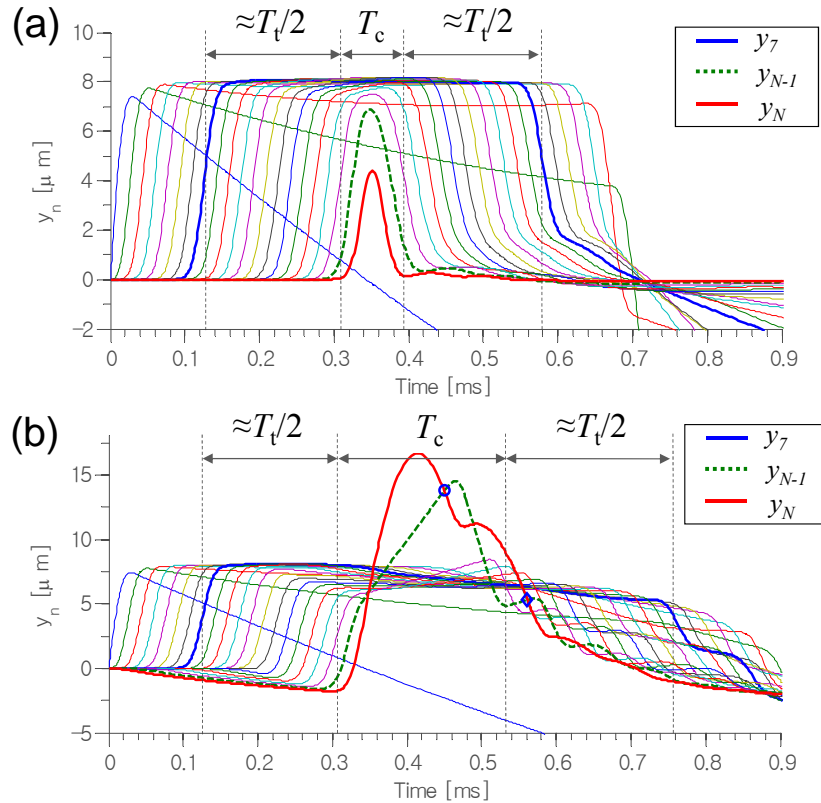 (a)
≈Tt/2 Tc ≈Tt/2
y7
yN-1
yN
yn [μ m]
10
8
6
4
2
0
−2
0 0.1 0.2 0.3 0.4 0.5 0.6 0.7 0.8 0.9
Time [ms]
(b)
≈Tt/2 Tc ≈Tt/2
y7
yN-1
yN
yn [μ m]
15
10
5
0
−5
0 0.1 0.2 0.3 0.4 0.5 0.6 0.7 0.8 0.9
Time [ms]